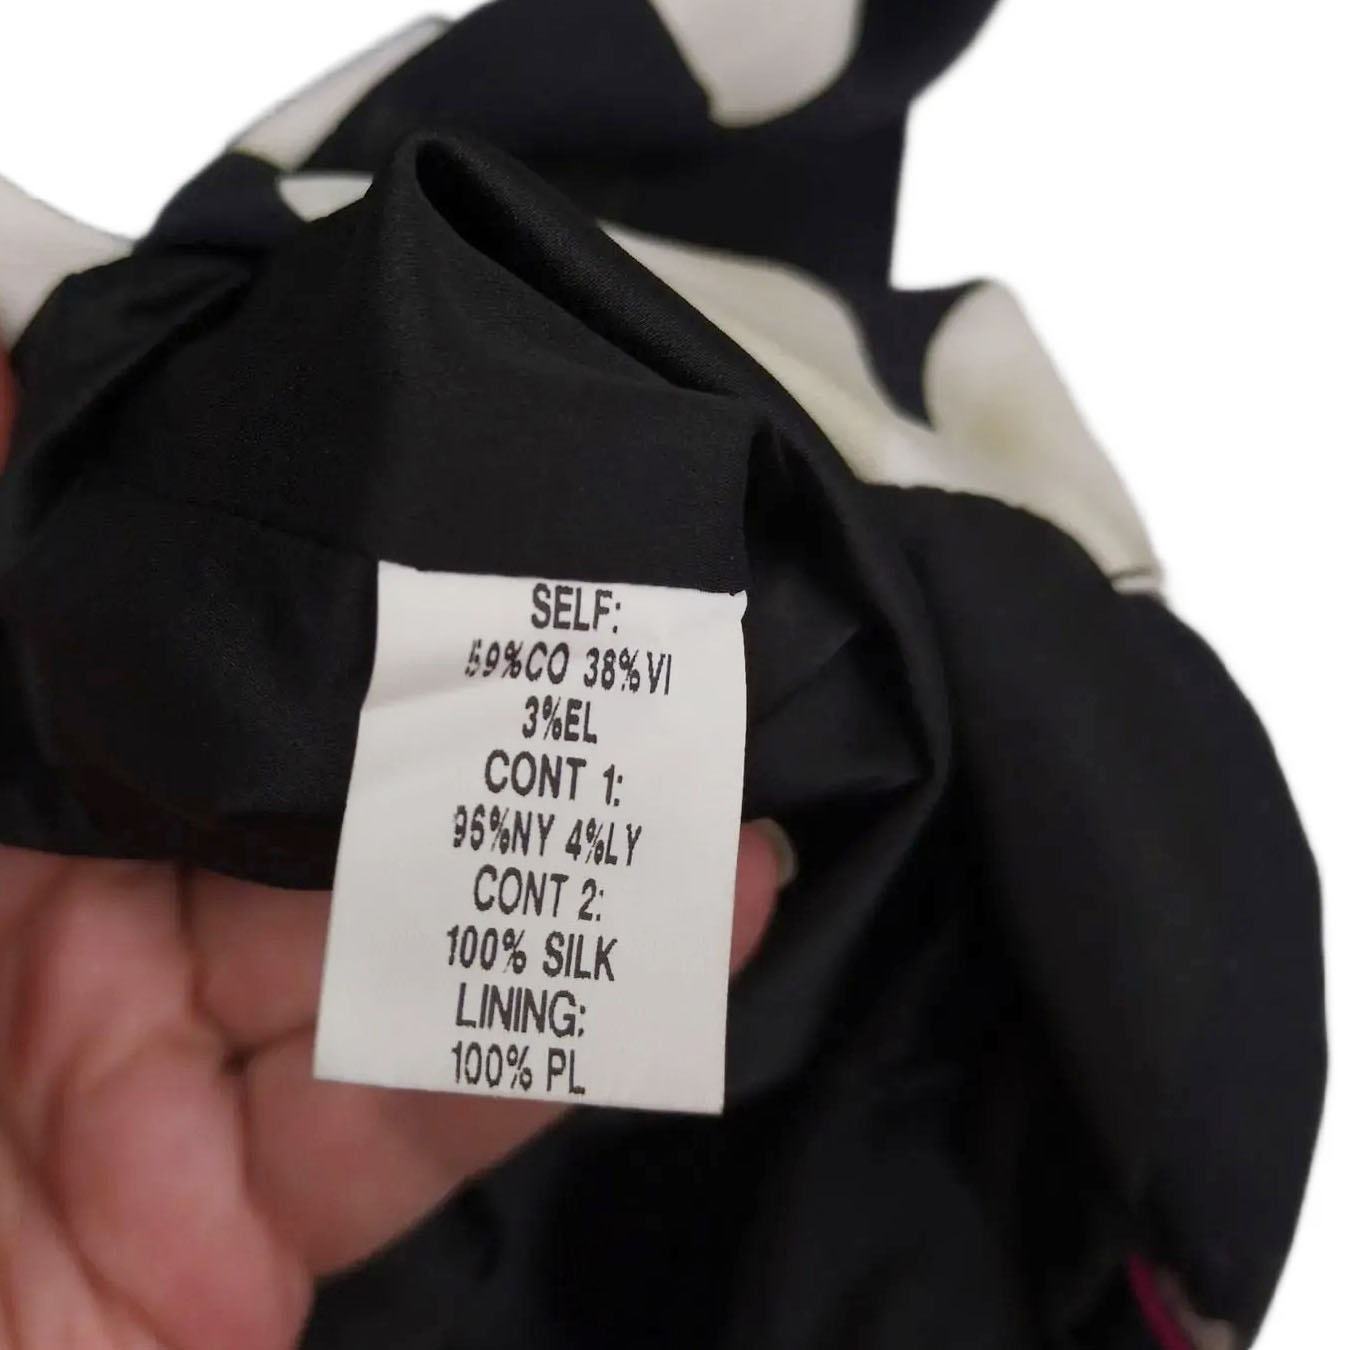 SELF:
59%CO 38%VI
3%EL
CONT 1:
96%NY 4%LY
CONT 2:
100% SILK
LINING:
100% PL